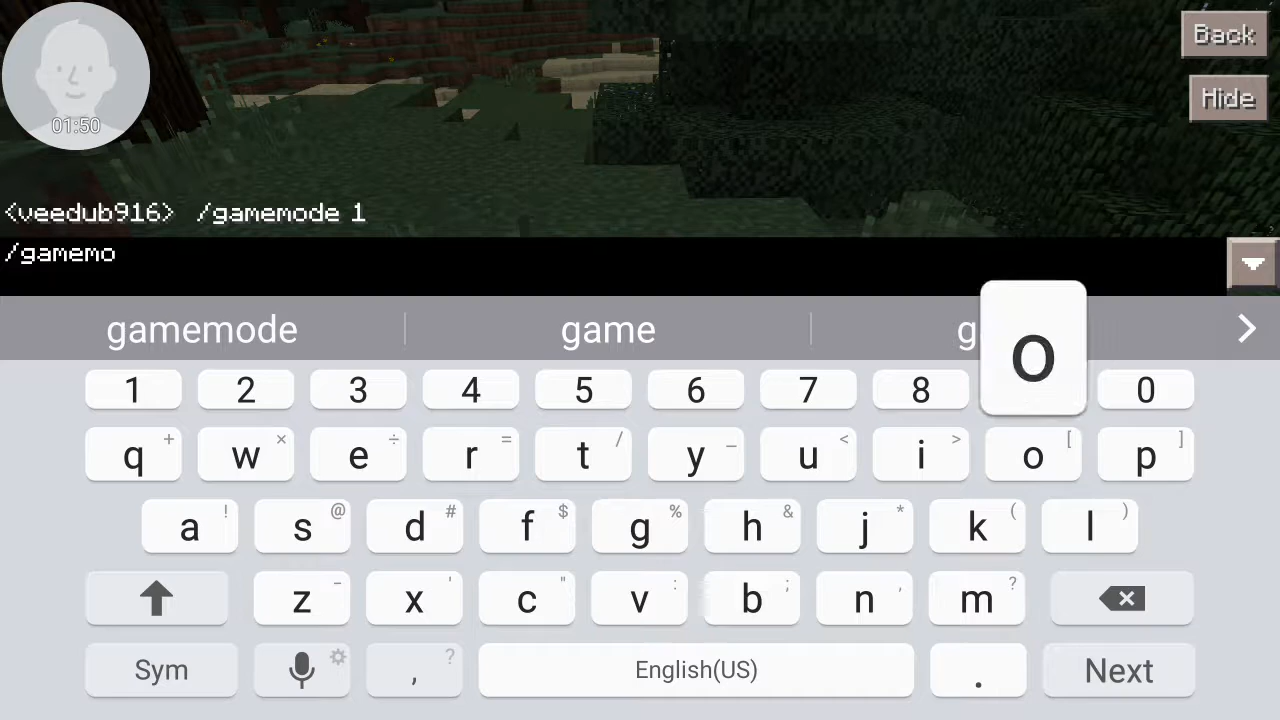 Back
01:50
Hide
<veedub916>  /gamemode 1
/gamemo
gamemode game g
o
1 2 3 4 5 6 7 8 0
q + w × e ÷ r = t / y _ u < i > o [ p ]
a ! s @ d # f $ g % h & j * k ( l )
z - x ' c " v : b ; n , m ?
Sym , ? English(US) . Next